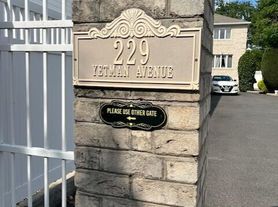 229
YETMAN AVENUE
PLEASE USE OTHER GATE